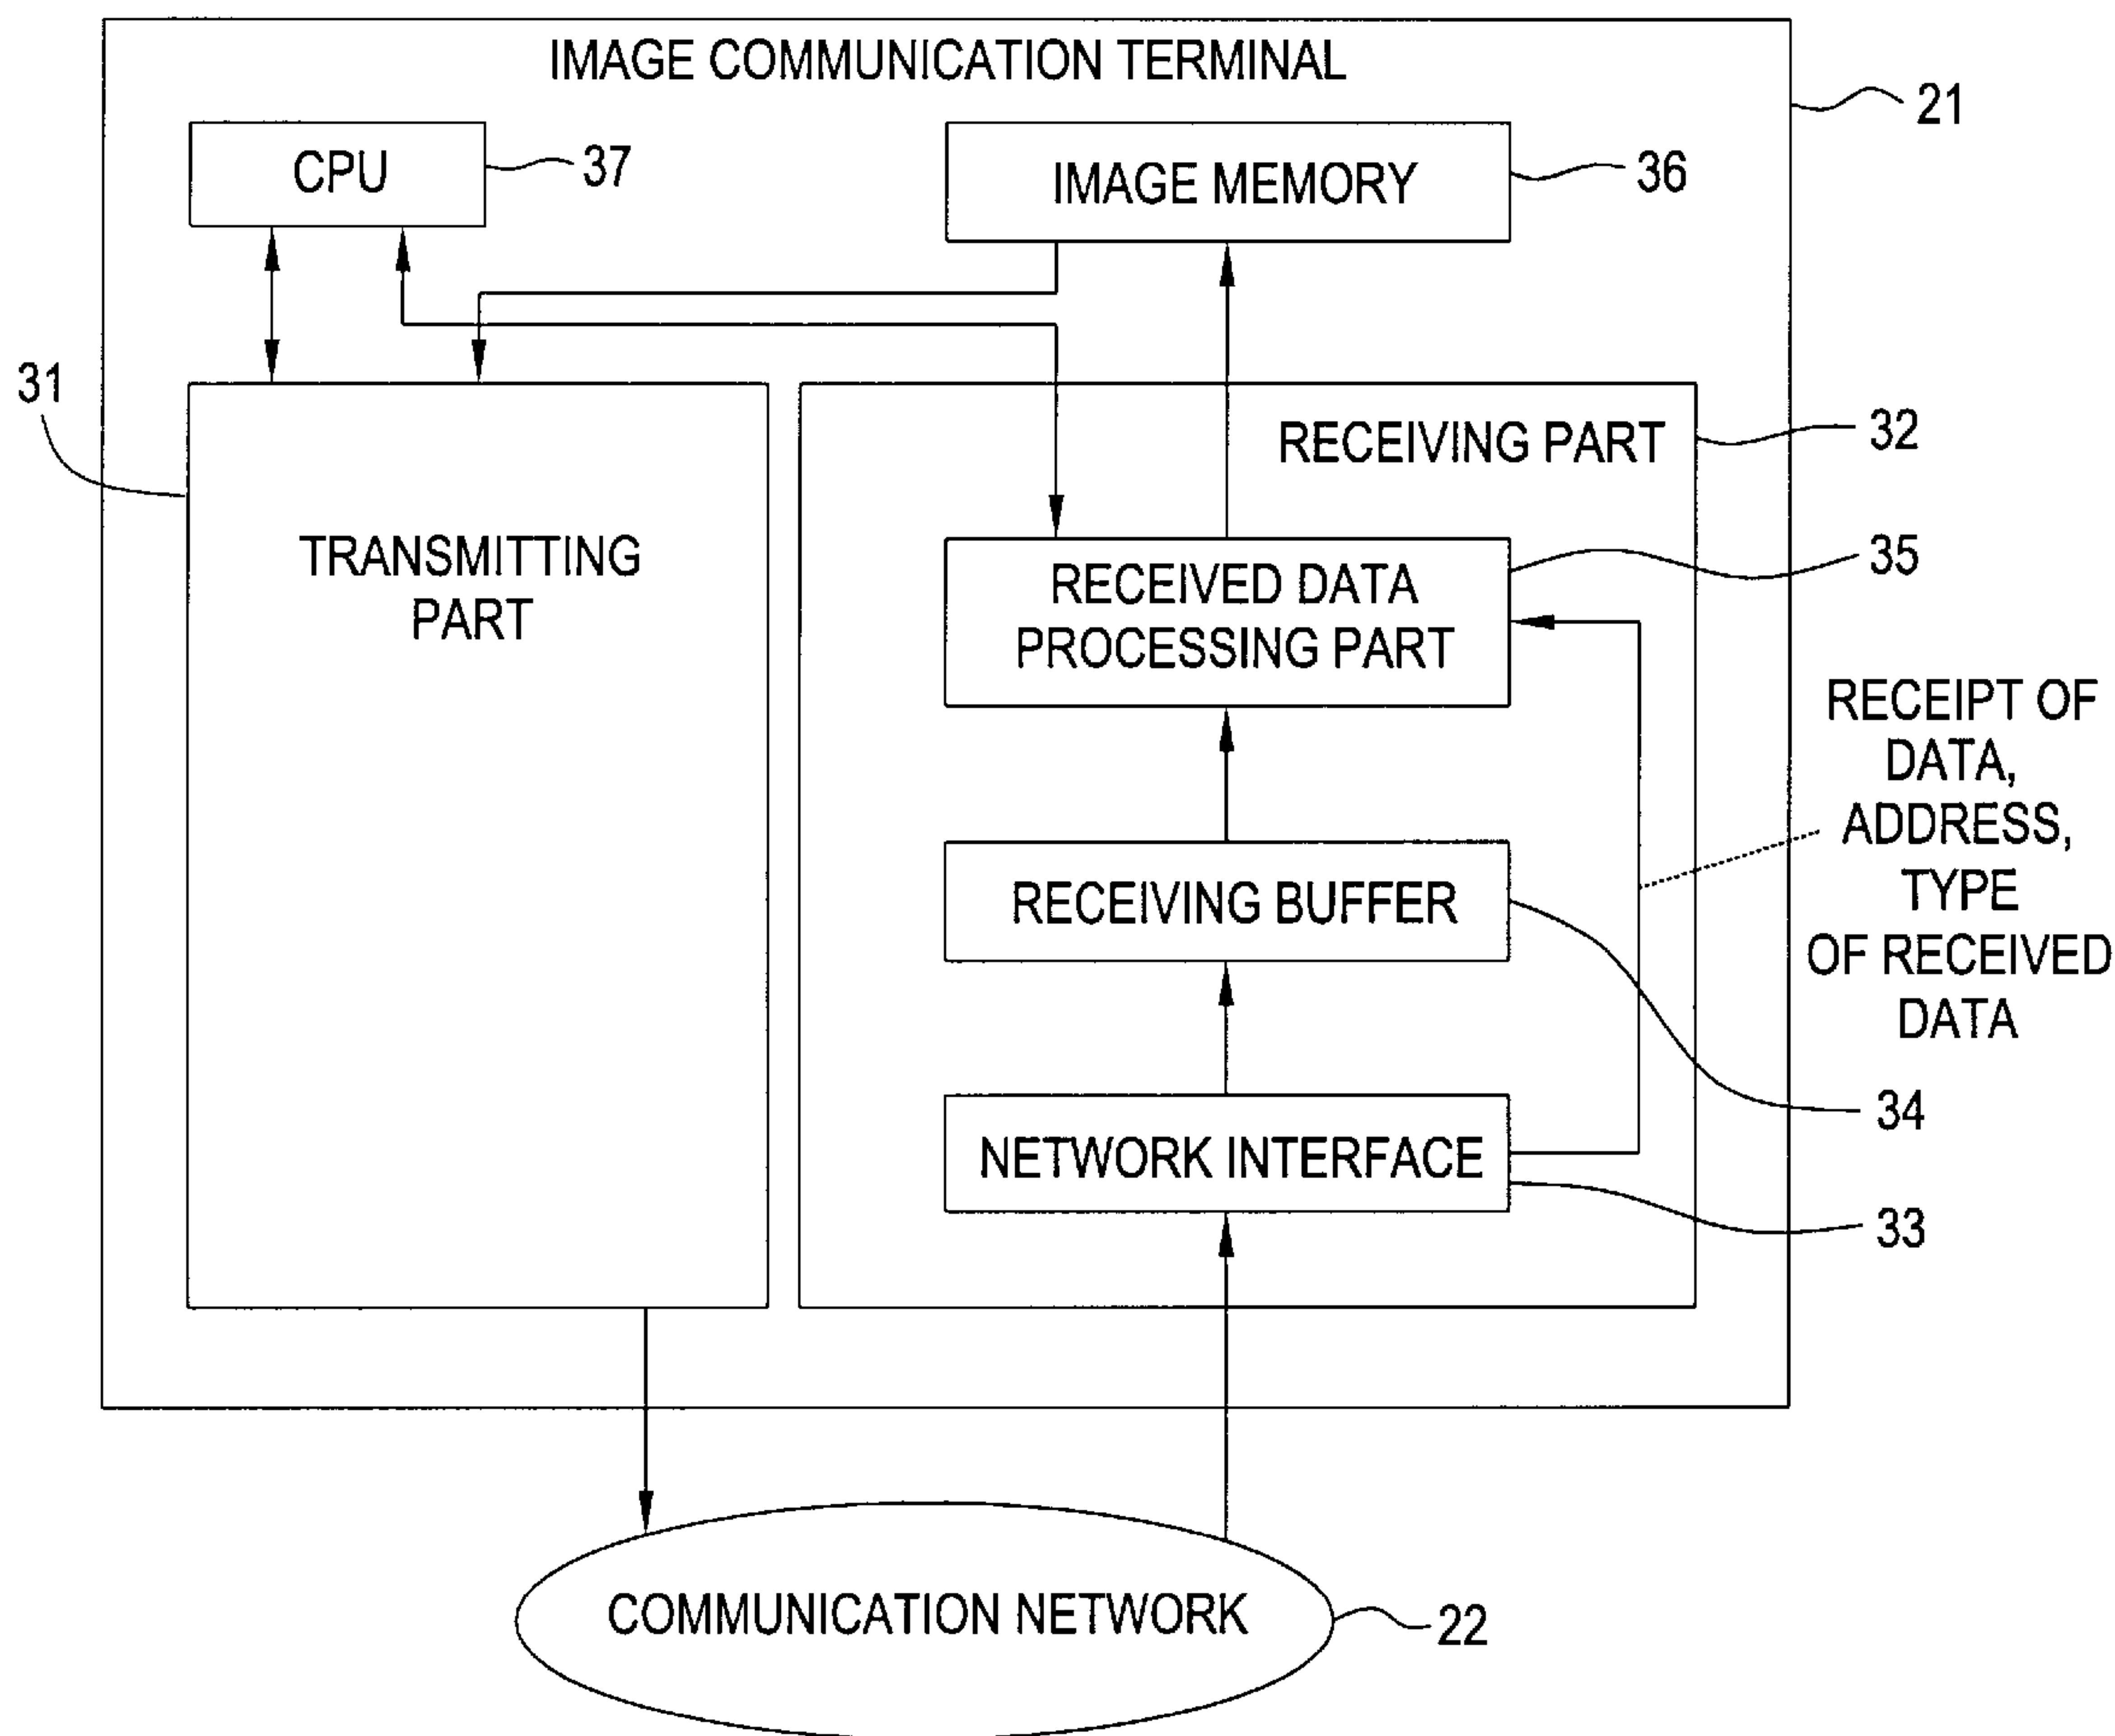 IMAGE COMMUNICATION TERMINAL
21
CPU
37
IMAGE MEMORY
36
31
TRANSMITTING
PART
RECEIVING PART
32
RECEIVED DATA
PROCESSING PART
35
RECEIPT OF
DATA,
ADDRESS,
TYPE
OF RECEIVED
DATA
RECEIVING BUFFER
34
NETWORK INTERFACE
33
COMMUNICATION NETWORK
22